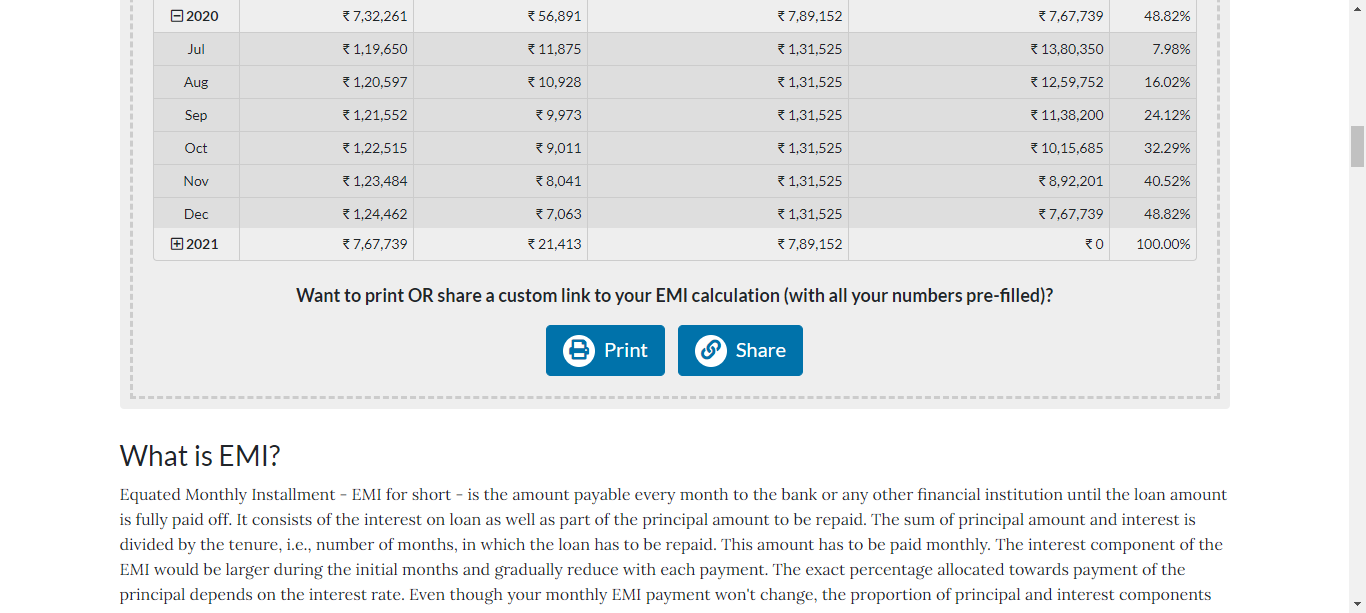 2020 ₹ 7,32,261 ₹ 56,891 ₹ 7,89,152 ₹ 7,67,739 48.82%
Jul ₹ 1,19,650 ₹ 11,875 ₹ 1,31,525 ₹ 13,80,350 7.98%
Aug ₹ 1,20,597 ₹ 10,928 ₹ 1,31,525 ₹ 12,59,752 16.02%
Sep ₹ 1,21,552 ₹ 9,973 ₹ 1,31,525 ₹ 11,38,200 24.12%
Oct ₹ 1,22,515 ₹ 9,011 ₹ 1,31,525 ₹ 10,15,685 32.29%
Nov ₹ 1,23,484 ₹ 8,041 ₹ 1,31,525 ₹ 8,92,201 40.52%
Dec ₹ 1,24,462 ₹ 7,063 ₹ 1,31,525 ₹ 7,67,739 48.82%
2021 ₹ 7,67,739 ₹ 21,413 ₹ 7,89,152 ₹ 0 100.00%
Want to print OR share a custom link to your EMI calculation (with all your numbers pre-filled)?
Print Share
What is EMI?
Equated Monthly Installment - EMI for short - is the amount payable every month to the bank or any other financial institution until the loan amount
is fully paid off. It consists of the interest on loan as well as part of the principal amount to be repaid. The sum of principal amount and interest is
divided by the tenure, i.e., number of months, in which the loan has to be repaid. This amount has to be paid monthly. The interest component of the
EMI would be larger during the initial months and gradually reduce with each payment. The exact percentage allocated towards payment of the
principal depends on the interest rate. Even though your monthly EMI payment won't change, the proportion of principal and interest components